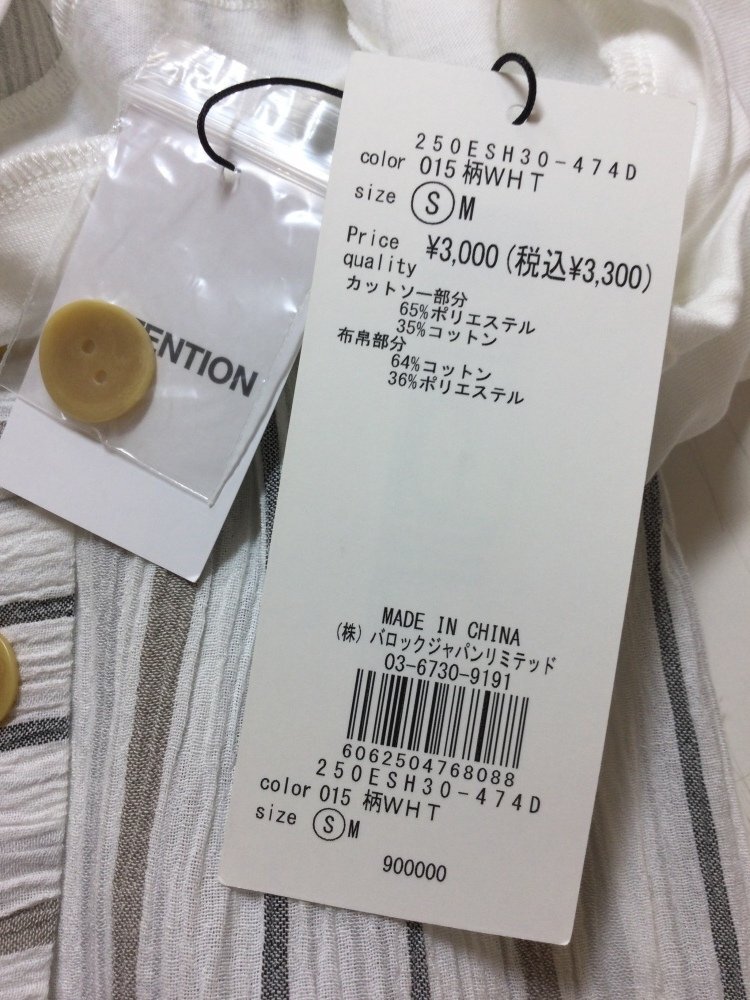 250ESH30-474D
color 015 柄WHT
size Ⓢ M
Price ¥3,000 (税込¥3,300)
quality
カットソー部分
65%ポリエステル
35%コットン
布帛部分
64%コットン
36%ポリエステル
MADE IN CHINA
(株) バロックジャパンリミテッド
03-6730-9191
6062504768088
250ESH30-474D
color 015 柄WHT
size Ⓢ M
900000